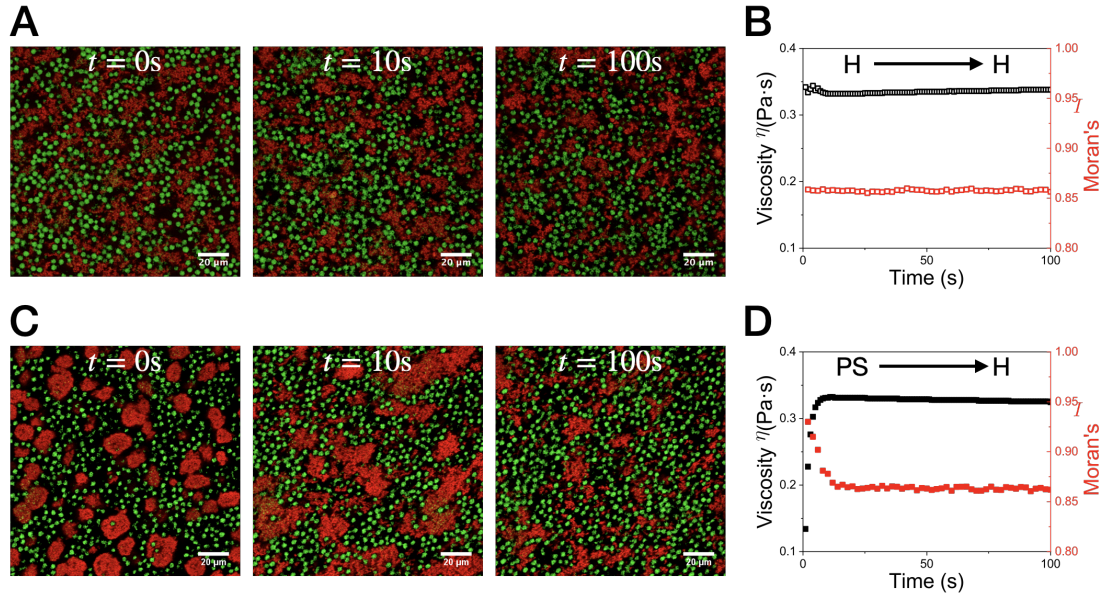 A
t = 0s
20 µm
t = 10s
20 µm
t = 100s
20 µm
B
H → H
Viscosity η(Pa·s)
0.4
0.3
0.2
0.1
0
50
100
Time (s)
1.00
0.95
0.90
0.85
0.80
Moran's I
C
t = 0s
20 µm
t = 10s
20 µm
t = 100s
20 µm
D
PS → H
Viscosity η(Pa·s)
0.4
0.3
0.2
0.1
0
50
100
Time (s)
1.00
0.95
0.90
0.85
0.80
Moran's I